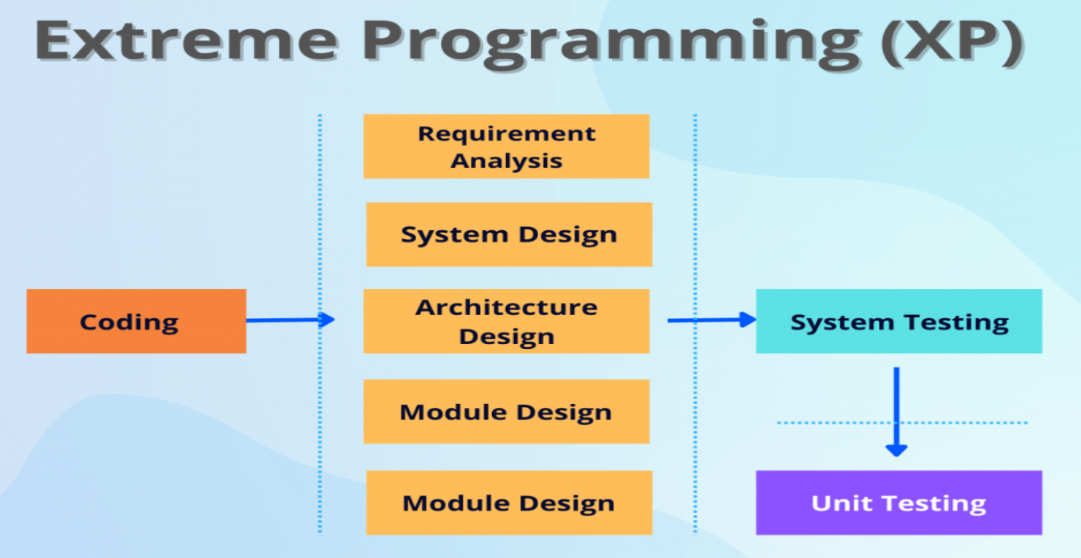 Extreme Programming (XP)
Requirement
Analysis
System Design
Coding
Architecture
Design
System Testing
Module Design
Module Design
Unit Testing